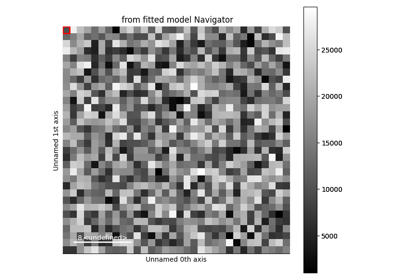 from fitted model Navigator
Unnamed 1st axis
8 <undefined>
Unnamed 0th axis
25000
20000
15000
10000
5000